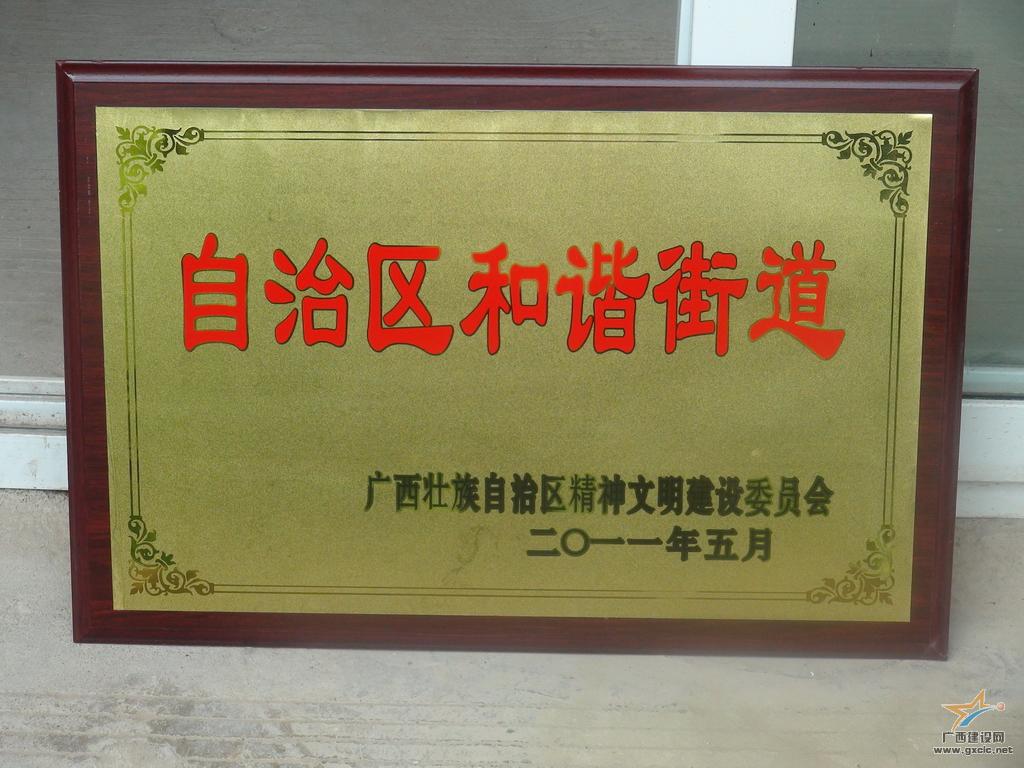 自治区和谐街道
广西壮族自治区精神文明建设委员会
二〇一一年五月
广西建设网
www.gxcic.net